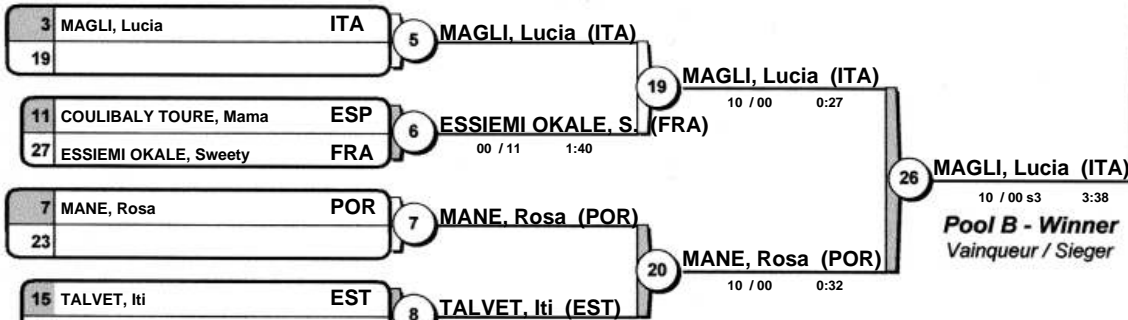 3 MAGLI, Lucia ITA
19
5 MAGLI, Lucia (ITA)
11 COULIBALY TOURE, Mama ESP
27 ESSIEMI OKALE, Sweety FRA
6 ESSIEMI OKALE, S. (FRA)
00 / 11 1:40
19 MAGLI, Lucia (ITA)
10 / 00 0:27
7 MANE, Rosa POR
23
7 MANE, Rosa (POR)
15 TALVET, Iti EST
8 TALVET, Iti (EST)
20 MANE, Rosa (POR)
10 / 00 0:32
26 MAGLI, Lucia (ITA)
10 / 00 s3 3:38
Pool B - Winner
Vainqueur / Sieger